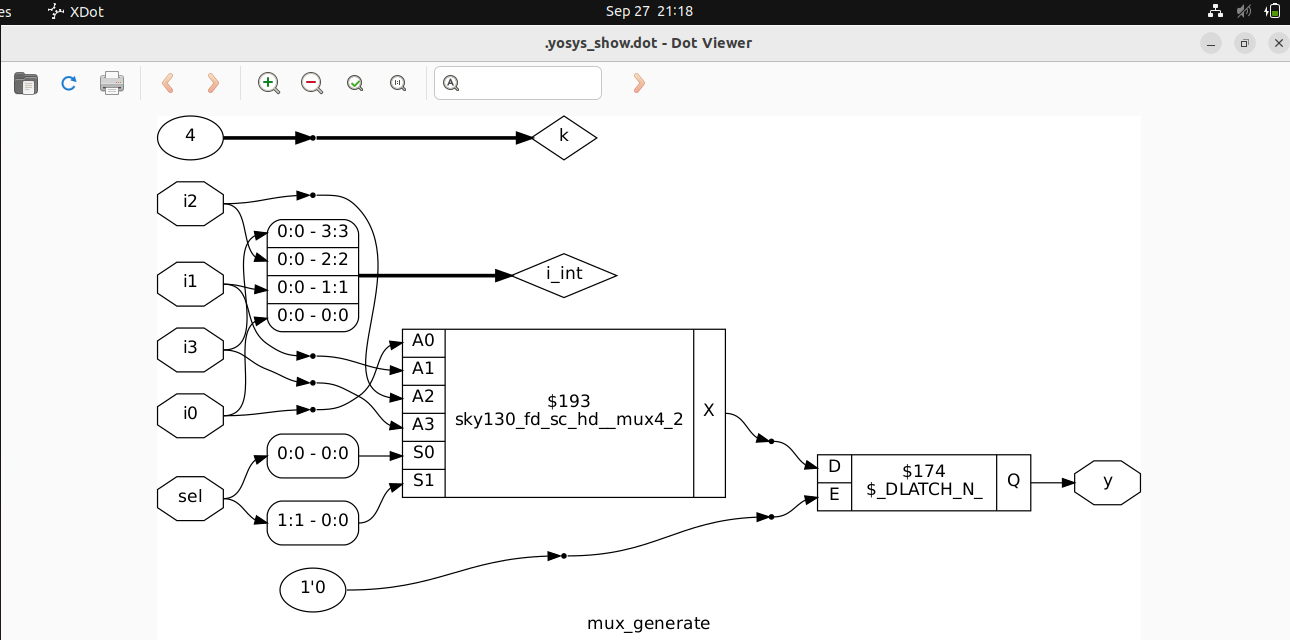 es
XDot
Sep 27 21:18
.yosys_show.dot - Dot Viewer
4
k
i2
0:0 - 3:3
0:0 - 2:2
0:0 - 1:1
0:0 - 0:0
i_int
i1
i3
i0
A0
A1
A2
A3
S0
S1
$193
sky130_fd_sc_hd__mux4_2
X
0:0 - 0:0
sel
1:1 - 0:0
D
E
$174
$_DLATCH_N_
Q
y
1'0
mux_generate